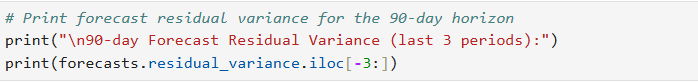 # Print forecast residual variance for the 90-day horizon
print("\n90-day Forecast Residual Variance (last 3 periods):")
print(forecasts.residual_variance.iloc[-3:])